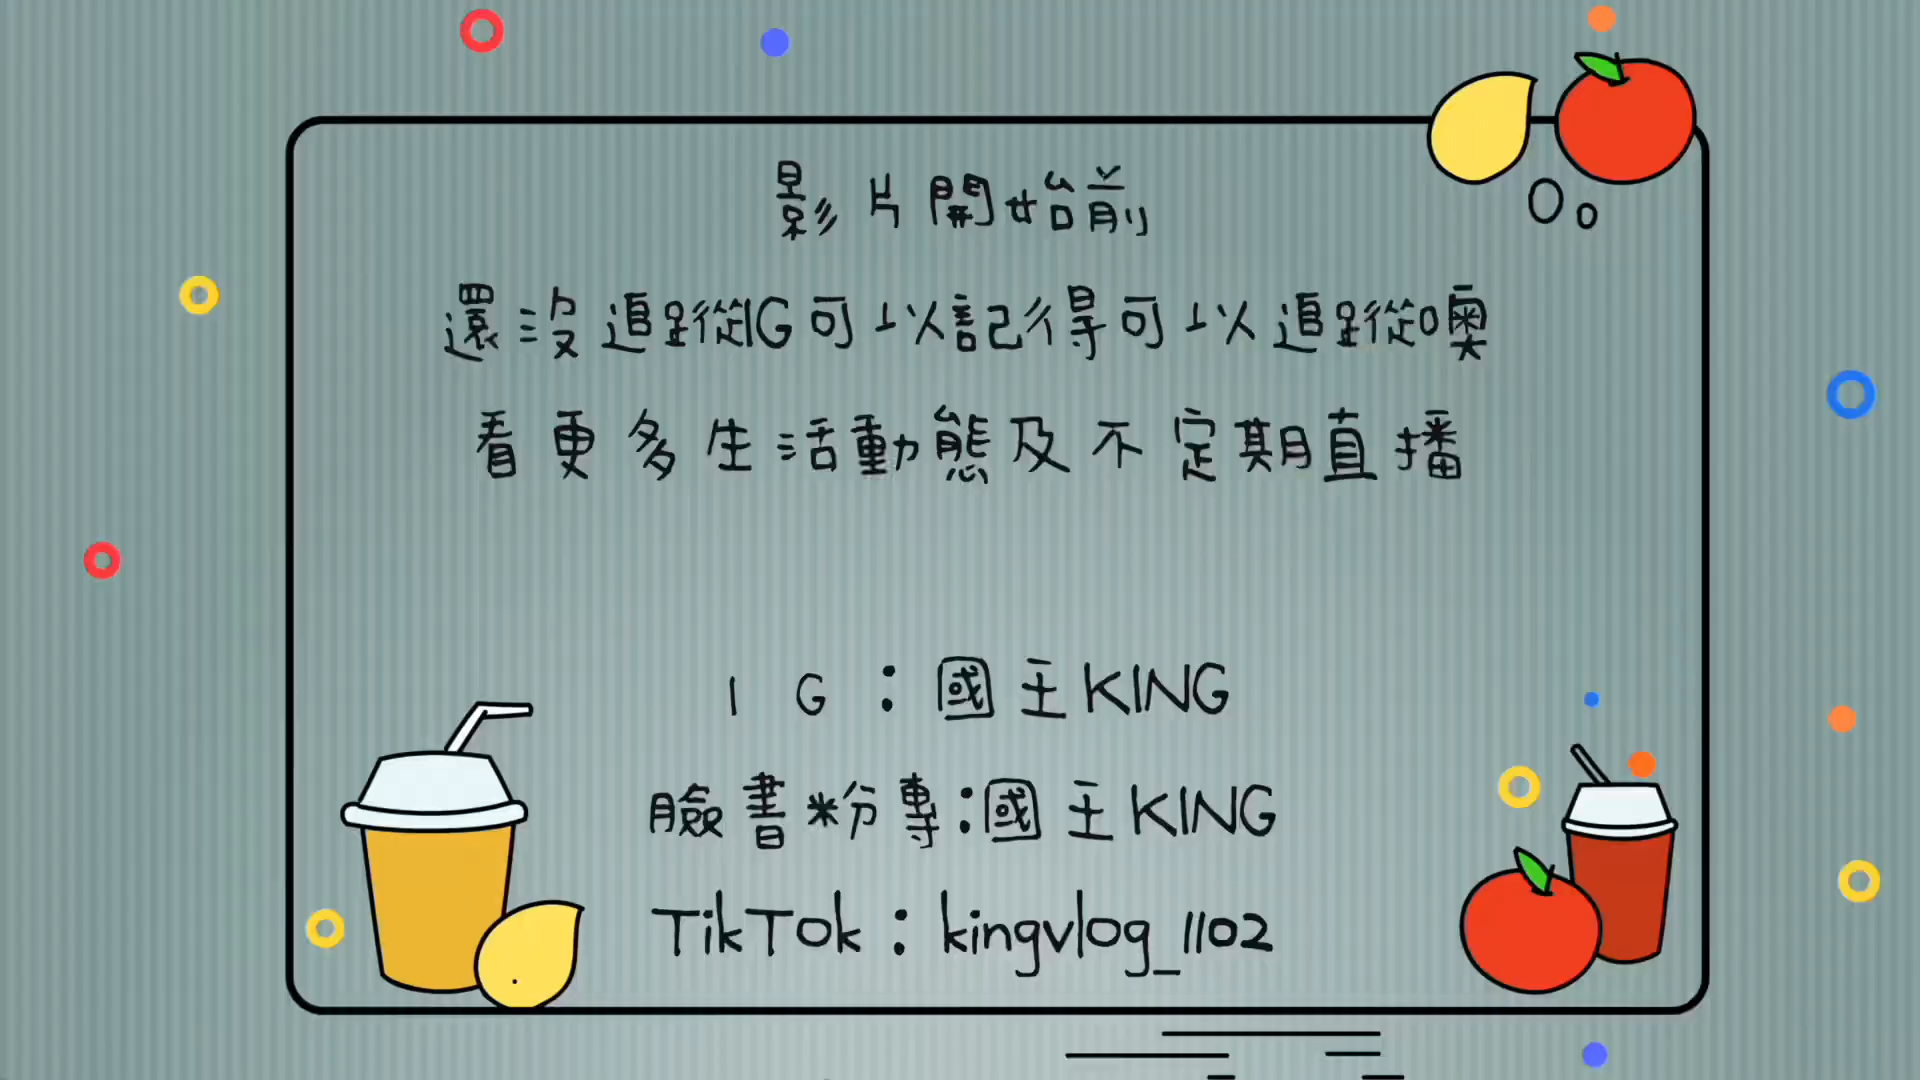 影片開始前
還沒追蹤IG可以記得可以追蹤噢
看更多生活動態及不定期直播
IG：國王KING
臉書粉專：國王KING
TikTok：kingvlog_1102